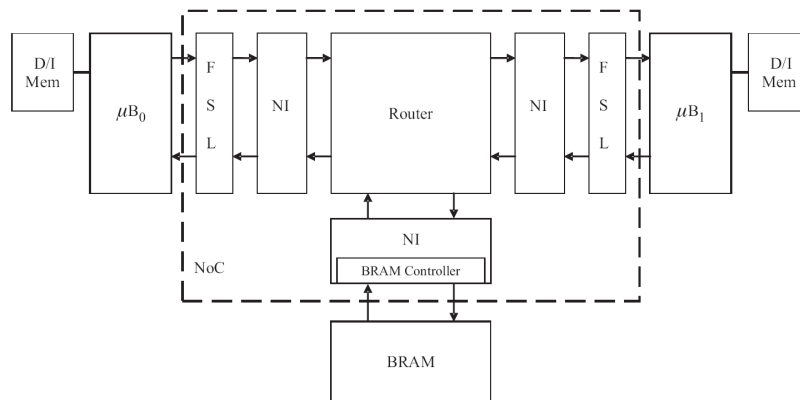 D/I
Mem
μB0
F
S
L
NI
Router
NI
F
S
L
μB1
D/I
Mem
NI
BRAM Controller
NoC
BRAM